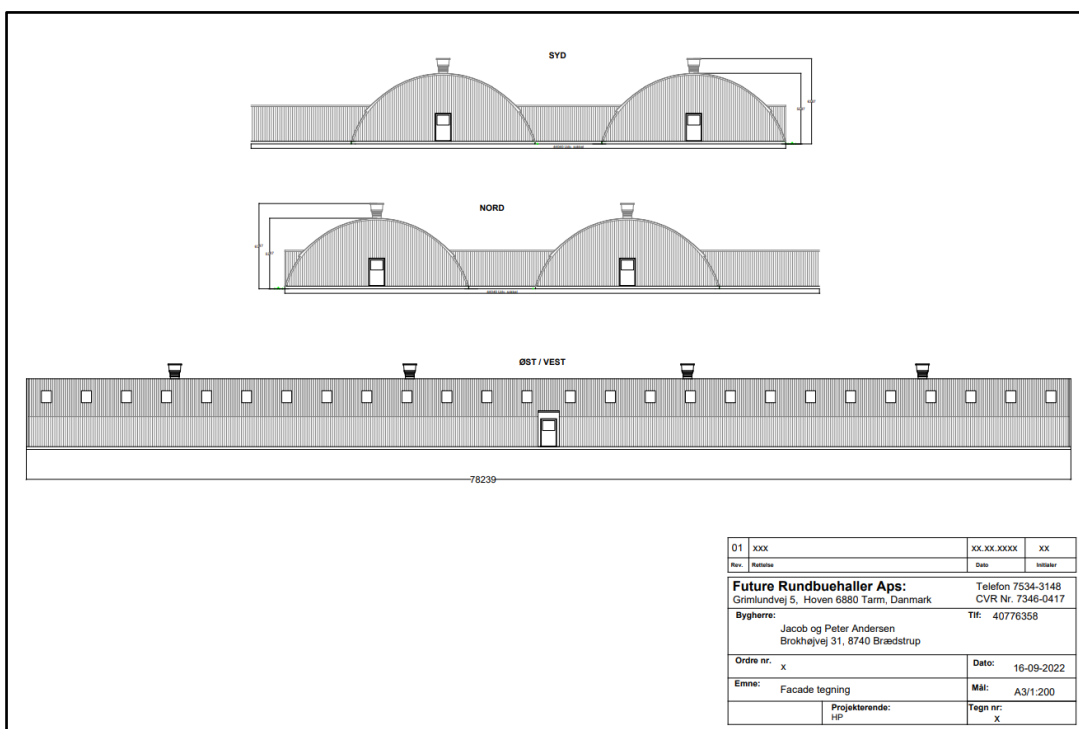 SYD
NORD
ØST / VEST
78239
01 xxx xx.xx.xxxx xx
Rev. Rettelse Dato Initialer
Future Rundbuehaller Aps: Telefon 7534-3148
Grimlundvej 5, Hoven 6880 Tarm, Danmark CVR Nr. 7346-0417
Bygherre: Tlf: 40776358
Jacob og Peter Andersen
Brokhøjvej 31, 8740 Brædstrup
Ordre nr. x Dato: 16-09-2022
Emne: Facade tegning Mål: A3/1:200
Projekterende: Tegn nr:
HP X